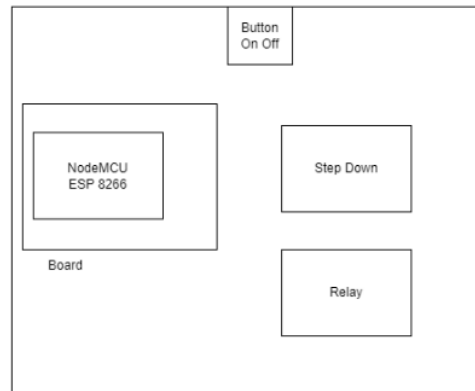 Button
On Off
NodeMCU
ESP 8266
Step Down
Board
Relay